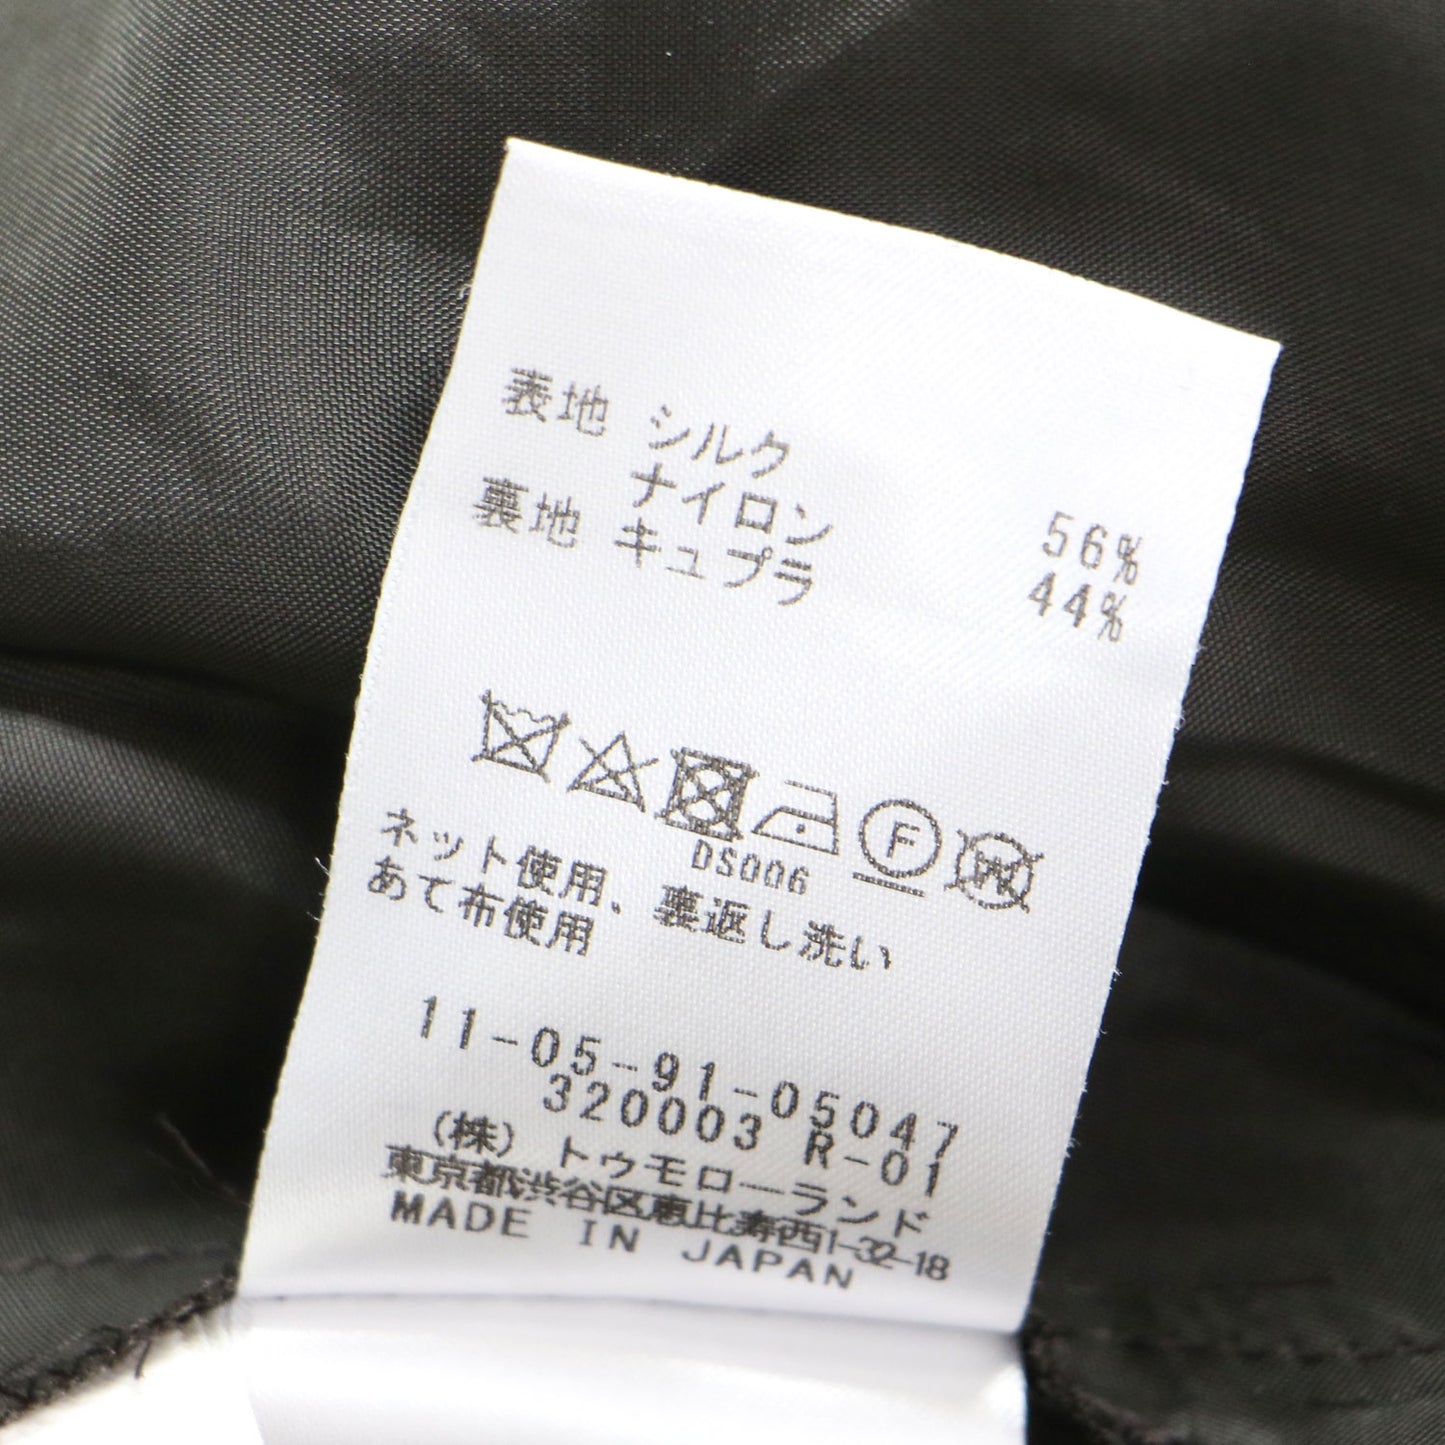 表地 シルク 56%
ナイロン 44%
裏地 キュプラ
F
W
DS006
ネット使用、裏返し洗い
あて布使用
11-05-91-05047
320003 R-01
(株)トゥモローランド
東京都渋谷区恵比寿西1-32-18
MADE IN JAPAN